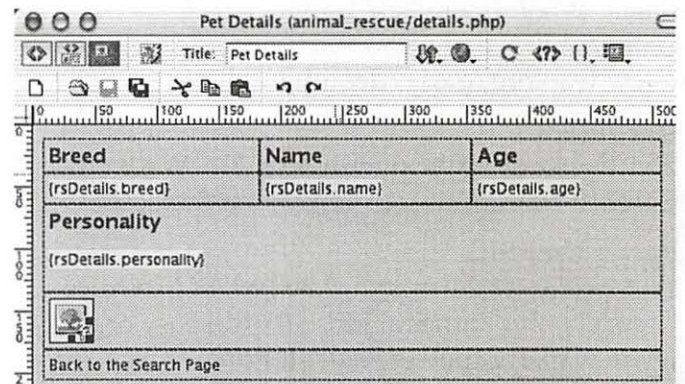 Pet Details (animal_rescue/details.php)
Title: Pet Details
0 50 100 150 200 250 300 350 400 450 500
Breed Name Age
{rsDetails.breed} {rsDetails.name} {rsDetails.age}
Personality
{rsDetails.personality}
Back to the Search Page